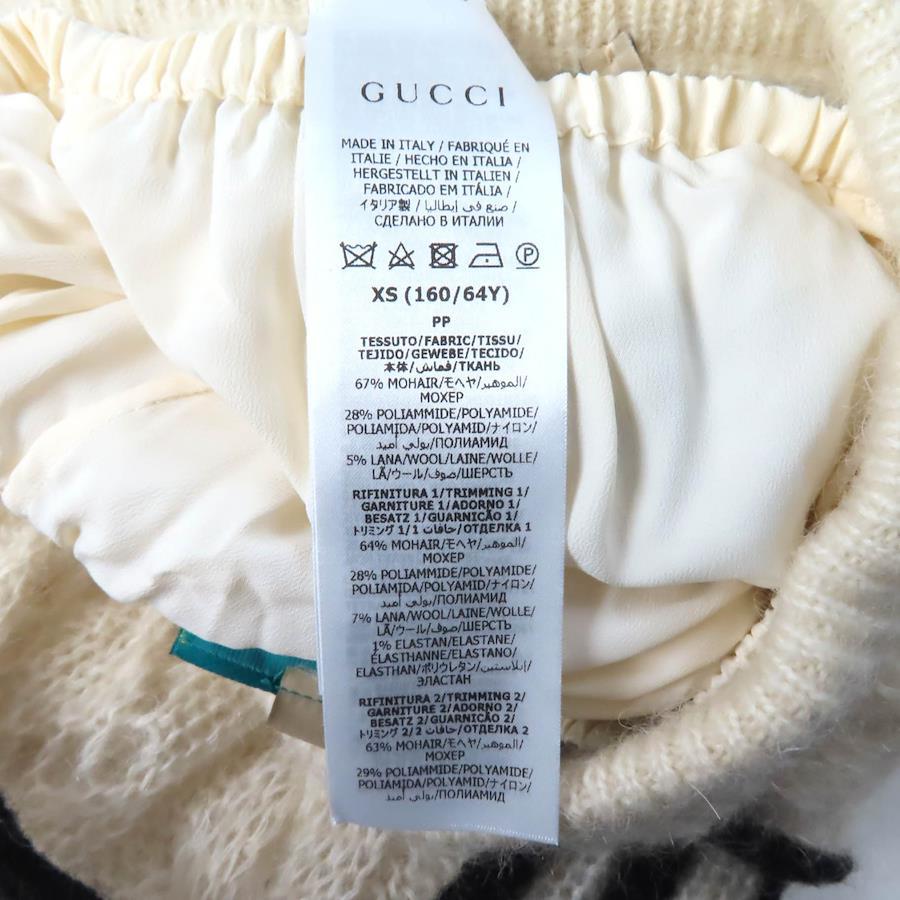 GUCCI
MADE IN ITALY / FABRIQUÉ EN
ITALIE / HECHO EN ITALIA /
HERGESTELLT IN ITALIEN /
FABRICADO EM ITÁLIA /
イタリア製 / صنع في إيطاليا /
СДЕЛАНО В ИТАЛИИ
P
XS (160/64Y)
PP
TESSUTO/FABRIC/TISSU/
TEJIDO/GEWEBE/TECIDO/
本体/قماش/ТКАНЬ
67% MOHAIR/モヘヤ/الموهير/
МОХЕР
28% POLIAMMIDE/POLYAMIDE/
POLIAMIDA/POLYAMID/ナイロン/
بولي أميد/ПОЛИАМИД
5% LANA/WOOL/LAINE/WOLLE/
LÃ/ウール/صوف/ШЕРСТЬ
RIFINITURA 1/TRIMMING 1/
GARNITURE 1/ADORNO 1/
BESATZ 1/GUARNIÇÃO 1/
トリミング 1/حافات 1/ОТДЕЛКА 1
64% MOHAIR/モヘヤ/الموهير/
МОХЕР
28% POLIAMMIDE/POLYAMIDE/
POLIAMIDA/POLYAMID/ナイロン/
بولي أميد/ПОЛИАМИД
7% LANA/WOOL/LAINE/WOLLE/
LÃ/ウール/صوف/ШЕРСТЬ
1% ELASTAN/ELASTANE/
ÉLASTHANNE/ELASTANO/
ELASTHAN/ポリウレタン/إيلاستين/
ЭЛАСТАН
RIFINITURA 2/TRIMMING 2/
GARNITURE 2/ADORNO 2/
BESATZ 2/GUARNIÇÃO 2/
トリミング 2/حافات 2/ОТДЕЛКА 2
63% MOHAIR/モヘヤ/الموهير/
МОХЕР
29% POLIAMMIDE/POLYAMIDE/
POLIAMIDA/POLYAMID/ナイロン/
بولي أميد/ПОЛИАМИД